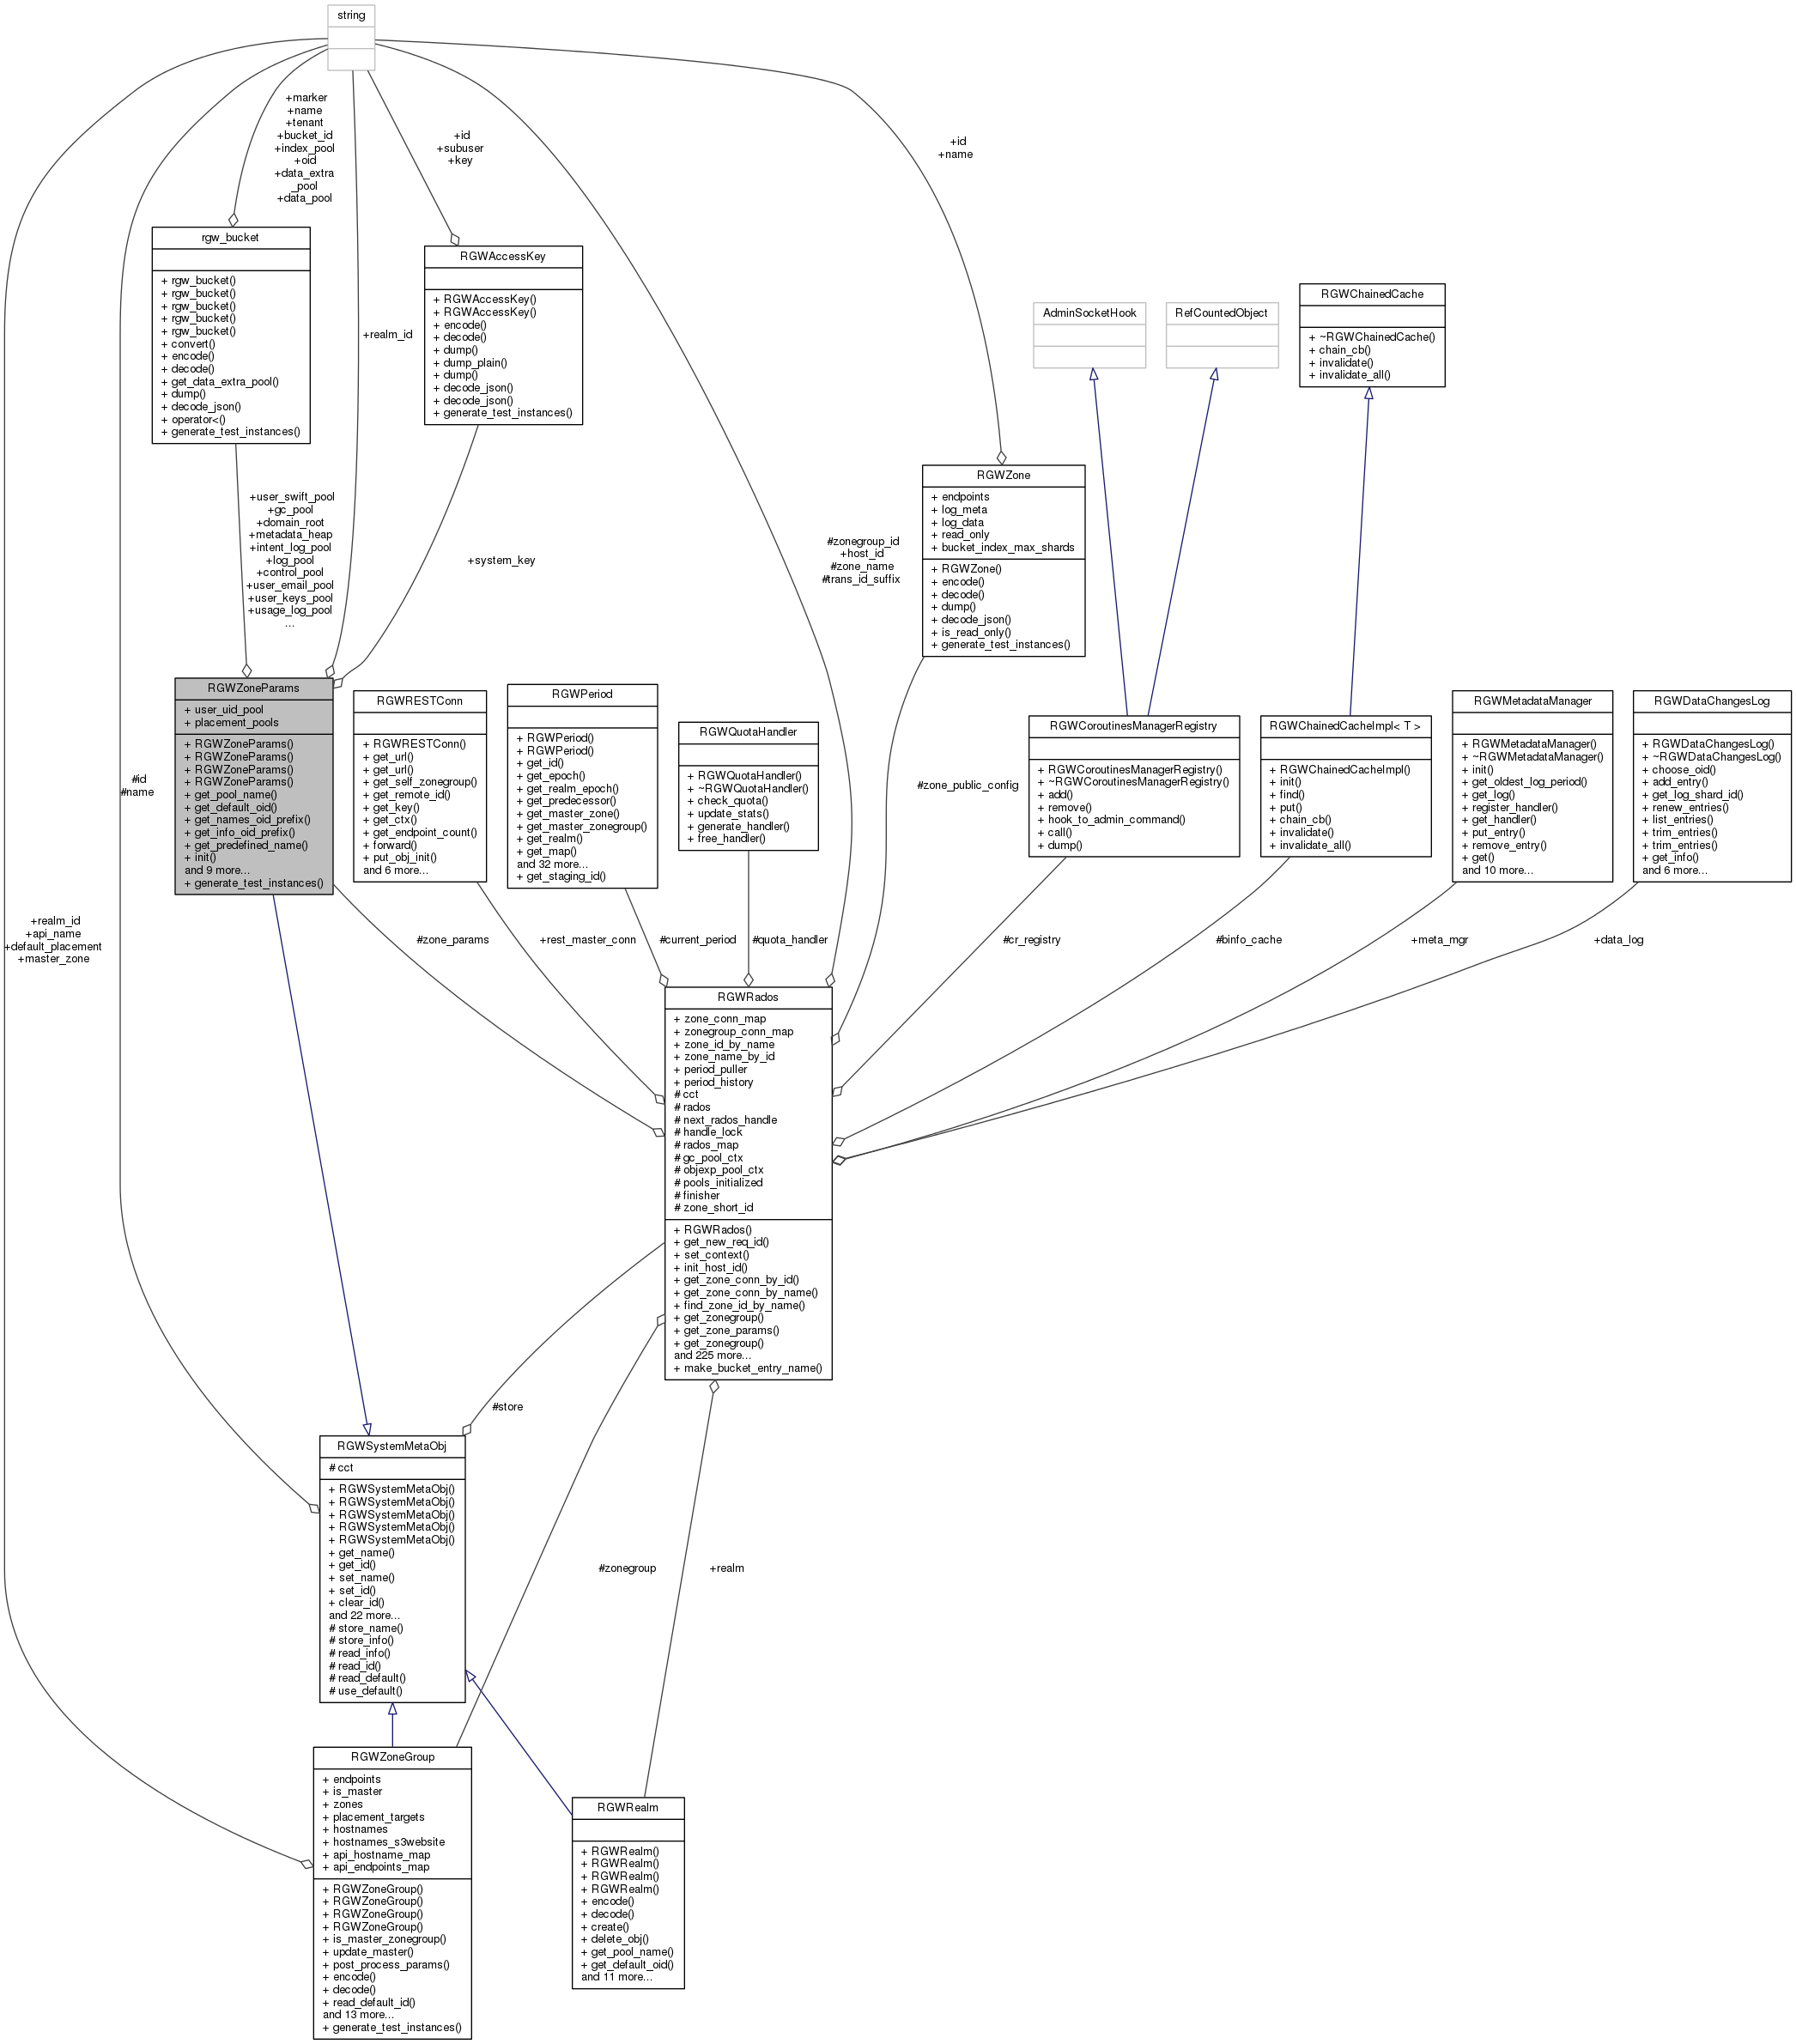 string
+marker
+name
+tenant
+bucket_id
+index_pool
+oid
+data_extra
_pool
+data_pool
+id
+subuser
+key
+id
+name
rgw_bucket
+ rgw_bucket()
+ rgw_bucket()
+ rgw_bucket()
+ rgw_bucket()
+ rgw_bucket()
+ convert()
+ encode()
+ decode()
+ get_data_extra_pool()
+ dump()
+ decode_json()
+ operator<()
+ generate_test_instances()
+realm_id
RGWAccessKey
+ RGWAccessKey()
+ RGWAccessKey()
+ encode()
+ decode()
+ dump()
+ dump_plain()
+ dump()
+ decode_json()
+ decode_json()
+ generate_test_instances()
AdminSocketHook
RefCountedObject
RGWChainedCache
+ ~RGWChainedCache()
+ chain_cb()
+ invalidate()
+ invalidate_all()
+user_swift_pool
+gc_pool
+domain_root
+metadata_heap
+intent_log_pool
+log_pool
+control_pool
+user_email_pool
+user_keys_pool
+usage_log_pool
...
+system_key
#zonegroup_id
+host_id
#zone_name
#trans_id_suffix
RGWZone
+ endpoints
+ log_meta
+ log_data
+ read_only
+ bucket_index_max_shards
+ RGWZone()
+ encode()
+ decode()
+ dump()
+ decode_json()
+ is_read_only()
+ generate_test_instances()
#id
#name
RGWZoneParams
+ user_uid_pool
+ placement_pools
+ RGWZoneParams()
+ RGWZoneParams()
+ RGWZoneParams()
+ RGWZoneParams()
+ get_pool_name()
+ get_default_oid()
+ get_names_oid_prefix()
+ get_info_oid_prefix()
+ get_predefined_name()
+ init()
and 9 more...
+ generate_test_instances()
RGWRESTConn
+ RGWRESTConn()
+ get_url()
+ get_url()
+ get_self_zonegroup()
+ get_remote_id()
+ get_key()
+ get_ctx()
+ get_endpoint_count()
+ forward()
+ put_obj_init()
and 6 more...
RGWPeriod
+ RGWPeriod()
+ RGWPeriod()
+ get_id()
+ get_epoch()
+ get_realm_epoch()
+ get_predecessor()
+ get_master_zone()
+ get_master_zonegroup()
+ get_realm()
+ get_map()
and 32 more...
+ get_staging_id()
RGWQuotaHandler
+ RGWQuotaHandler()
+ ~RGWQuotaHandler()
+ check_quota()
+ update_stats()
+ generate_handler()
+ free_handler()
#zone_public_config
RGWCoroutinesManagerRegistry
+ RGWCoroutinesManagerRegistry()
+ ~RGWCoroutinesManagerRegistry()
+ add()
+ remove()
+ hook_to_admin_command()
+ call()
+ dump()
RGWChainedCacheImpl< T >
+ RGWChainedCacheImpl()
+ init()
+ find()
+ put()
+ chain_cb()
+ invalidate()
+ invalidate_all()
RGWMetadataManager
+ RGWMetadataManager()
+ ~RGWMetadataManager()
+ init()
+ get_oldest_log_period()
+ get_log()
+ register_handler()
+ get_handler()
+ put_entry()
+ remove_entry()
+ get()
and 10 more...
RGWDataChangesLog
+ RGWDataChangesLog()
+ ~RGWDataChangesLog()
+ choose_oid()
+ add_entry()
+ get_log_shard_id()
+ renew_entries()
+ list_entries()
+ trim_entries()
+ trim_entries()
+ get_info()
and 6 more...
+realm_id
+api_name
+default_placement
+master_zone
#zone_params
+rest_master_conn
#current_period
#quota_handler
#cr_registry
#binfo_cache
+meta_mgr
+data_log
RGWRados
+ zone_conn_map
+ zonegroup_conn_map
+ zone_id_by_name
+ zone_name_by_id
+ period_puller
+ period_history
# cct
# rados
# next_rados_handle
# handle_lock
# rados_map
# gc_pool_ctx
# objexp_pool_ctx
# pools_initialized
# finisher
# zone_short_id
+ RGWRados()
+ get_new_req_id()
+ set_context()
+ init_host_id()
+ get_zone_conn_by_id()
+ get_zone_conn_by_name()
+ find_zone_id_by_name()
+ get_zonegroup()
+ get_zone_params()
+ get_zonegroup()
and 225 more...
+ make_bucket_entry_name()
#store
RGWSystemMetaObj
# cct
+ RGWSystemMetaObj()
+ RGWSystemMetaObj()
+ RGWSystemMetaObj()
+ RGWSystemMetaObj()
+ RGWSystemMetaObj()
+ get_name()
+ get_id()
+ set_name()
+ set_id()
+ clear_id()
and 22 more...
# store_name()
# store_info()
# read_info()
# read_id()
# read_default()
# use_default()
#zonegroup
+realm
RGWZoneGroup
+ endpoints
+ is_master
+ zones
+ placement_targets
+ hostnames
+ hostnames_s3website
+ api_hostname_map
+ api_endpoints_map
+ RGWZoneGroup()
+ RGWZoneGroup()
+ RGWZoneGroup()
+ RGWZoneGroup()
+ is_master_zonegroup()
+ update_master()
+ post_process_params()
+ encode()
+ decode()
+ read_default_id()
and 13 more...
+ generate_test_instances()
RGWRealm
+ RGWRealm()
+ RGWRealm()
+ RGWRealm()
+ RGWRealm()
+ encode()
+ decode()
+ create()
+ delete_obj()
+ get_pool_name()
+ get_default_oid()
and 11 more...